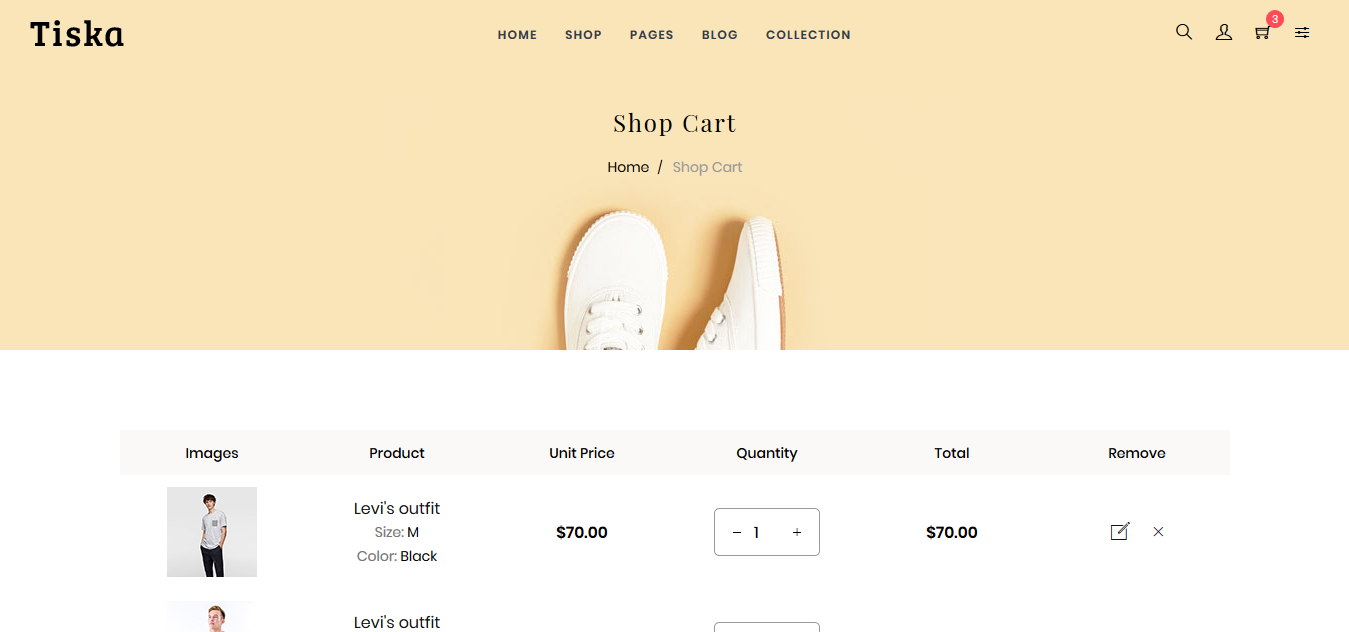 Tiska
HOME SHOP PAGES BLOG COLLECTION
3
Shop Cart
Home / Shop Cart
Images Product Unit Price Quantity Total Remove
Levi's outfit
Size: M
Color: Black
$70.00
− 1 +
$70.00
Levi's outfit